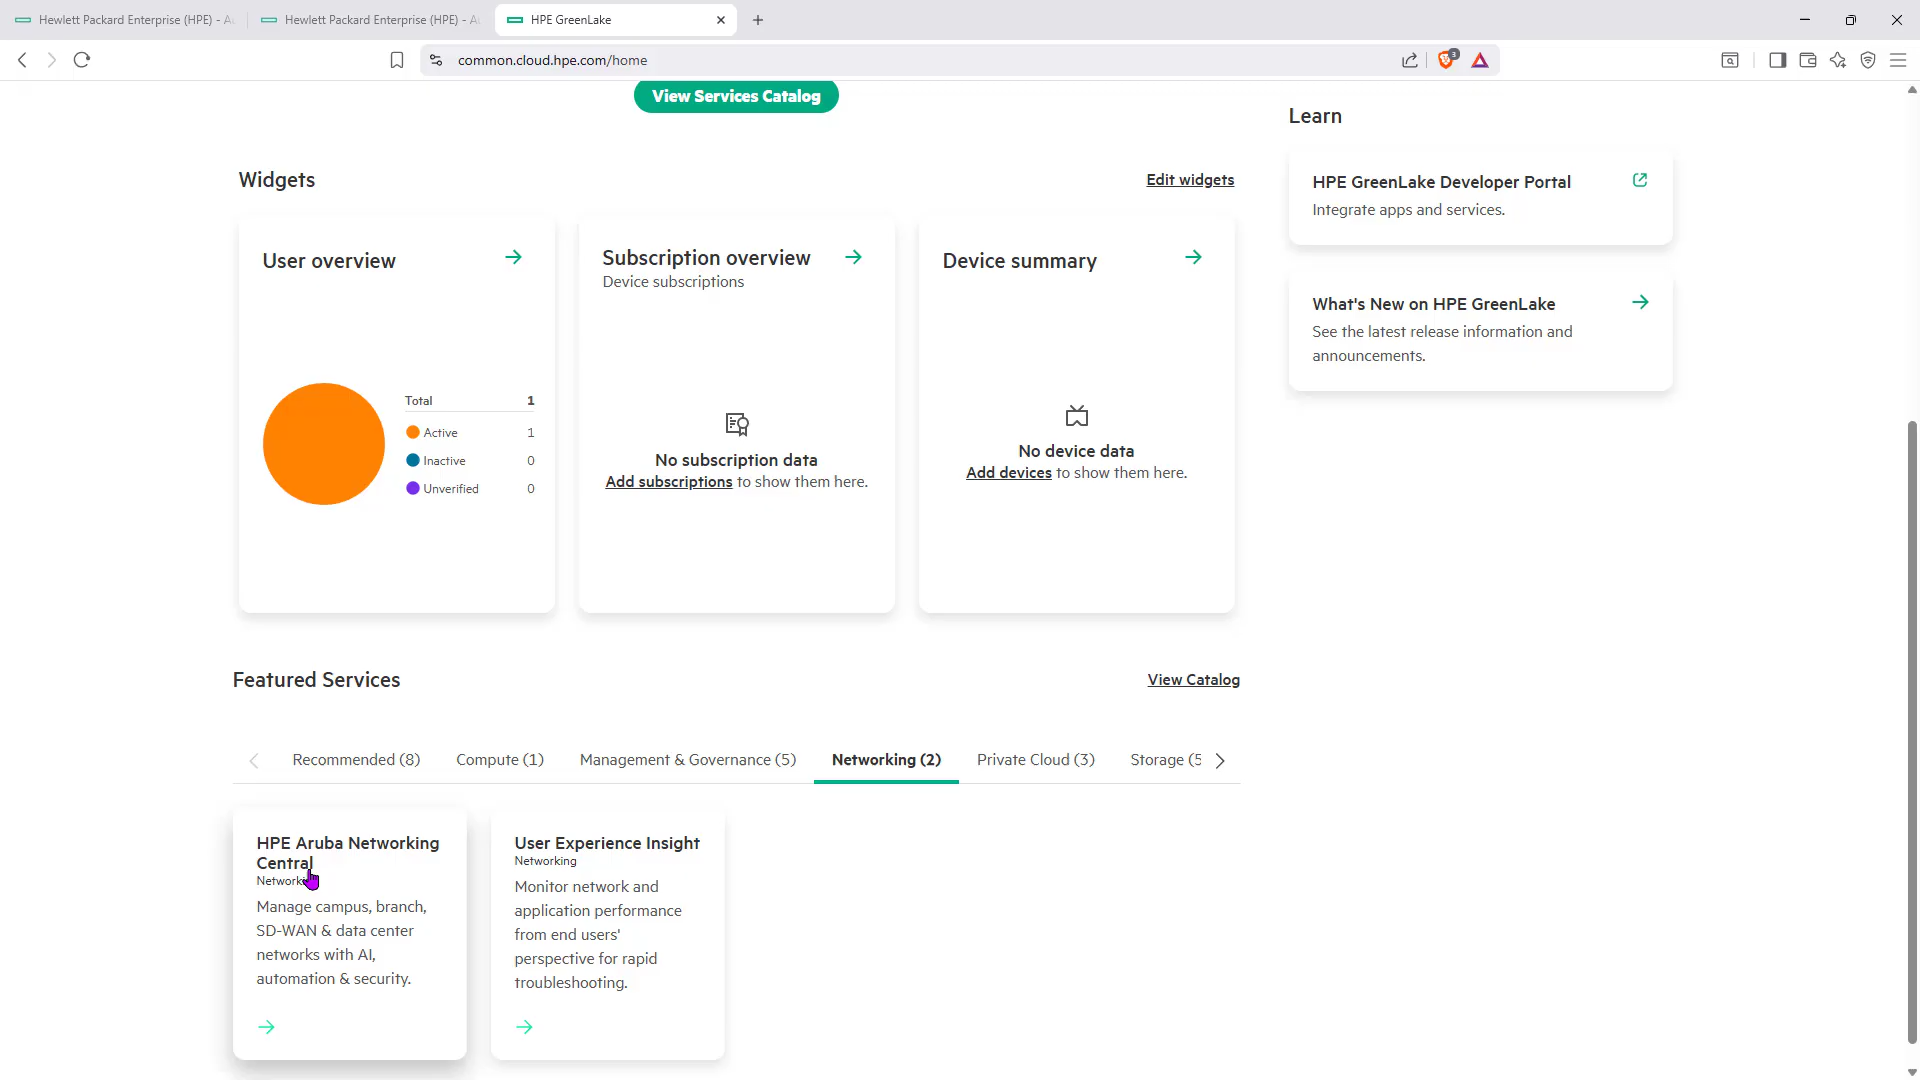 Hewlett Packard Enterprise (HPE) - A
Hewlett Packard Enterprise (HPE) - A
HPE GreenLake
common.cloud.hpe.com/home
3
View Services Catalog
Widgets
Edit widgets
User overview
Total 1
Active 1
Inactive 0
Unverified 0
Subscription overview
Device subscriptions
No subscription data
Add subscriptions to show them here.
Device summary
No device data
Add devices to show them here.
Learn
HPE GreenLake Developer Portal
Integrate apps and services.
What's New on HPE GreenLake
See the latest release information and
announcements.
Featured Services
View Catalog
Recommended (8)
Compute (1)
Management & Governance (5)
Networking (2)
Private Cloud (3)
Storage (5
HPE Aruba Networking
Central
Networki
Manage campus, branch,
SD-WAN & data center
networks with AI,
automation & security.
User Experience Insight
Networking
Monitor network and
application performance
from end users'
perspective for rapid
troubleshooting.